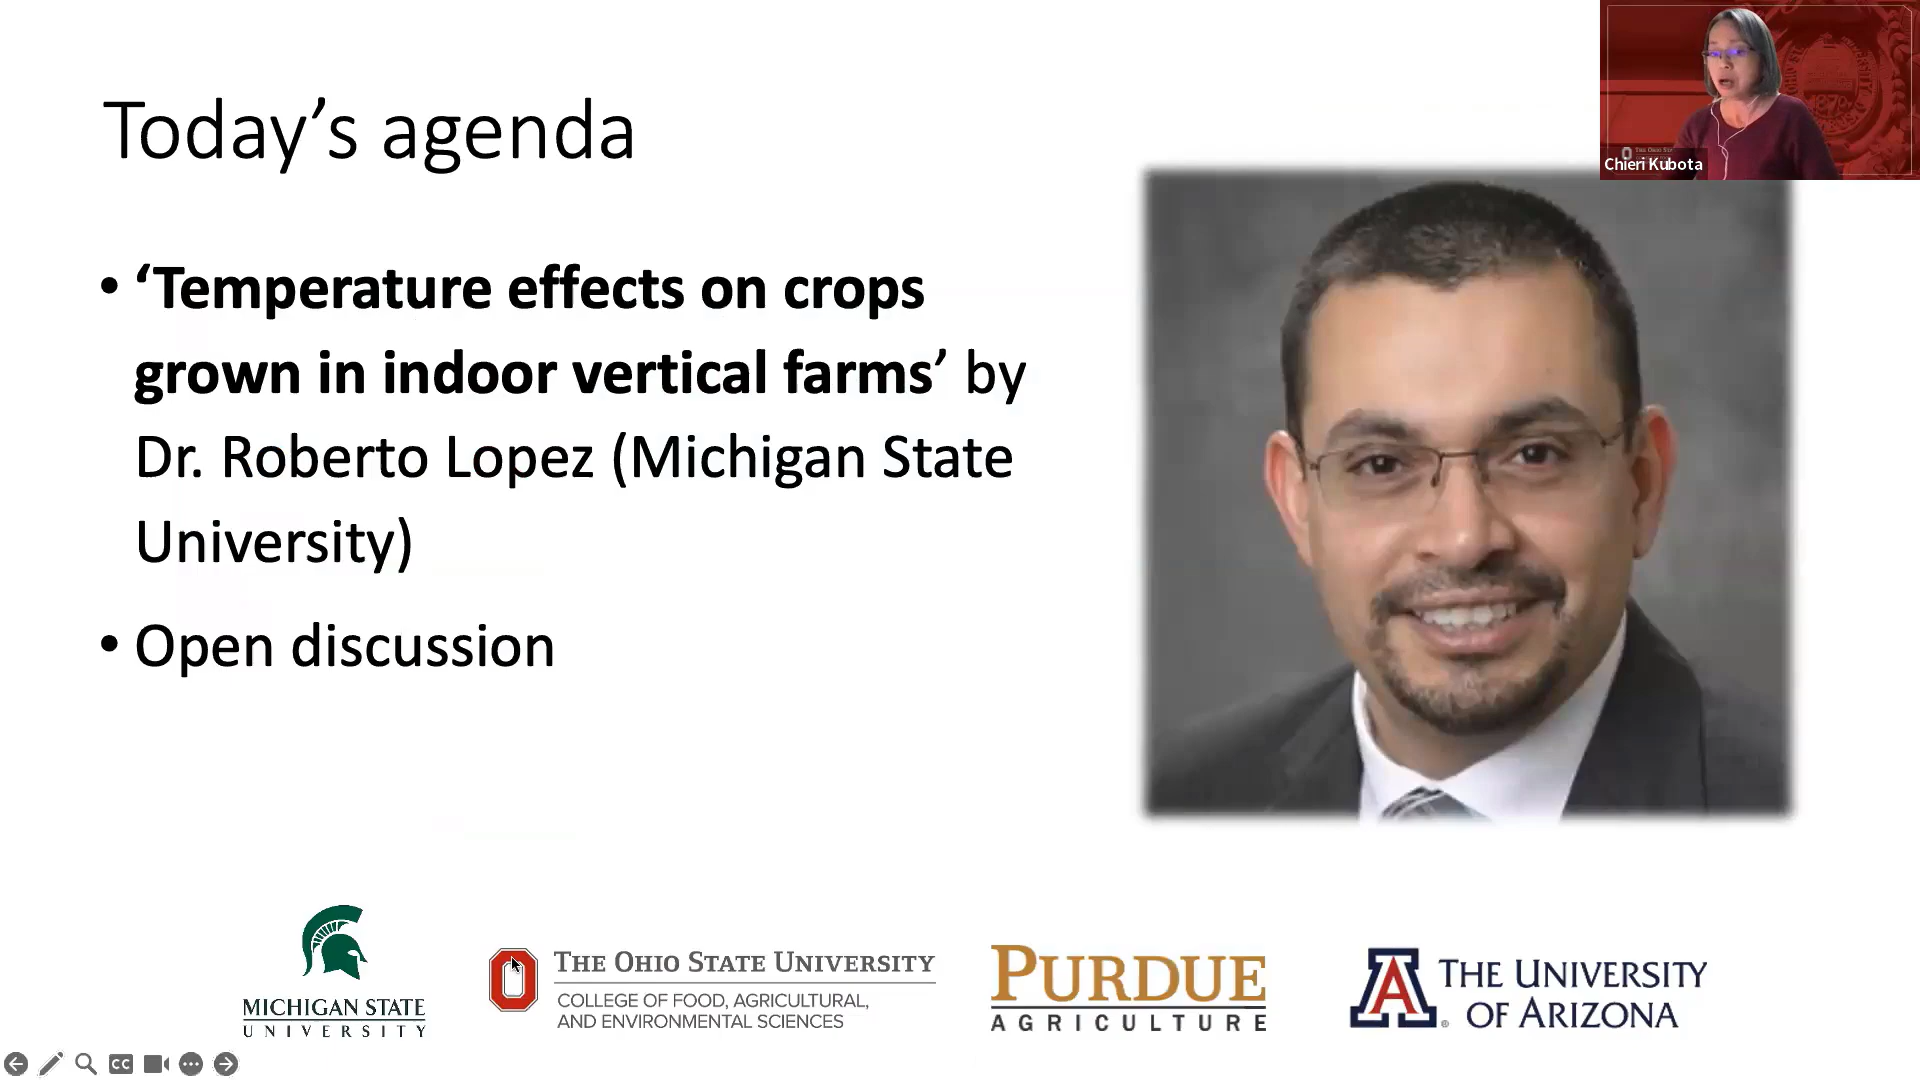 Today’s agenda
• ‘Temperature effects on crops
grown in indoor vertical farms’ by
Dr. Roberto Lopez (Michigan State
University)
• Open discussion
Chieri Kubota
MICHIGAN STATE
UNIVERSITY
THE OHIO STATE UNIVERSITY
COLLEGE OF FOOD, AGRICULTURAL,
AND ENVIRONMENTAL SCIENCES
PURDUE
AGRICULTURE
A
THE UNIVERSITY
OF ARIZONA
CC